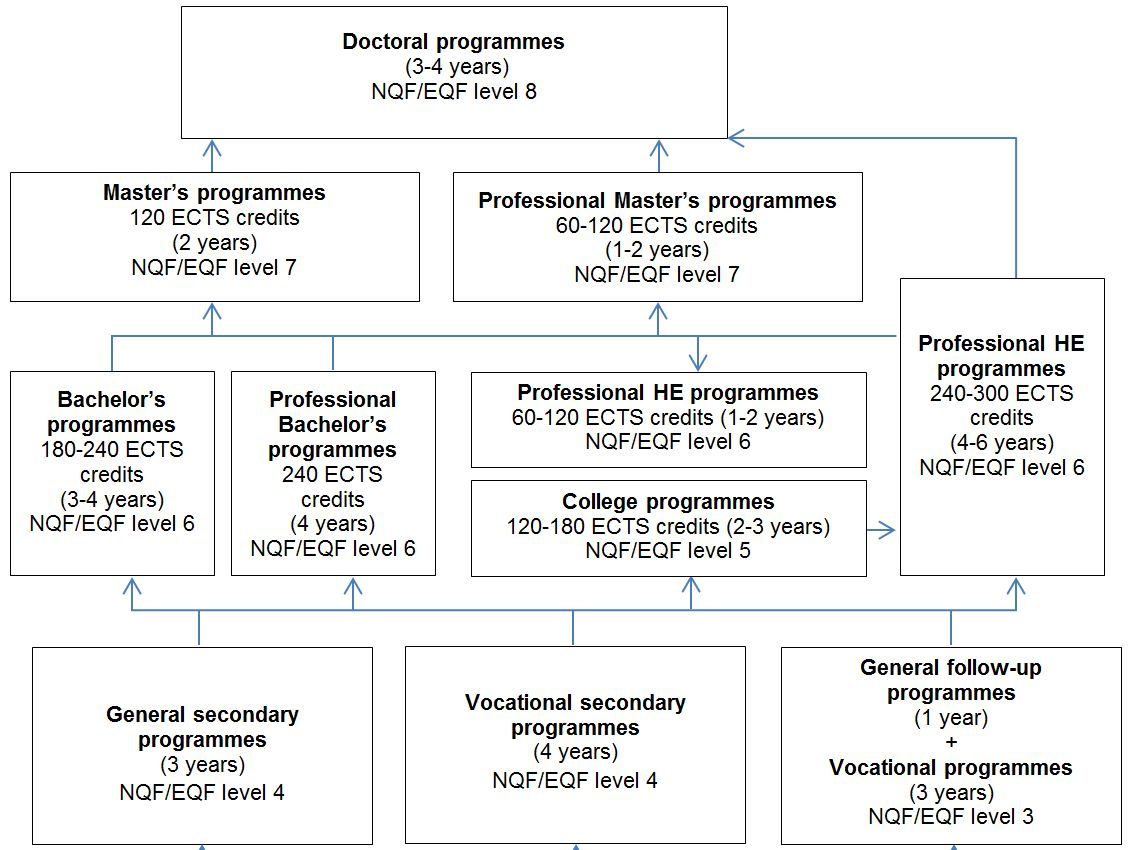 Doctoral programmes
(3-4 years)
NQF/EQF level 8
Master’s programmes
120 ECTS credits
(2 years)
NQF/EQF level 7
Professional Master’s programmes
60-120 ECTS credits
(1-2 years)
NQF/EQF level 7
Bachelor’s
programmes
180-240 ECTS
credits
(3-4 years)
NQF/EQF level 6
Professional
Bachelor’s
programmes
240 ECTS
credits
(4 years)
NQF/EQF level 6
Professional HE programmes
60-120 ECTS credits (1-2 years)
NQF/EQF level 6
College programmes
120-180 ECTS credits (2-3 years)
NQF/EQF level 5
Professional HE
programmes
240-300 ECTS
credits
(4-6 years)
NQF/EQF level 6
General secondary
programmes
(3 years)
NQF/EQF level 4
Vocational secondary
programmes
(4 years)
NQF/EQF level 4
General follow-up
programmes
(1 year)
+
Vocational programmes
(3 years)
NQF/EQF level 3